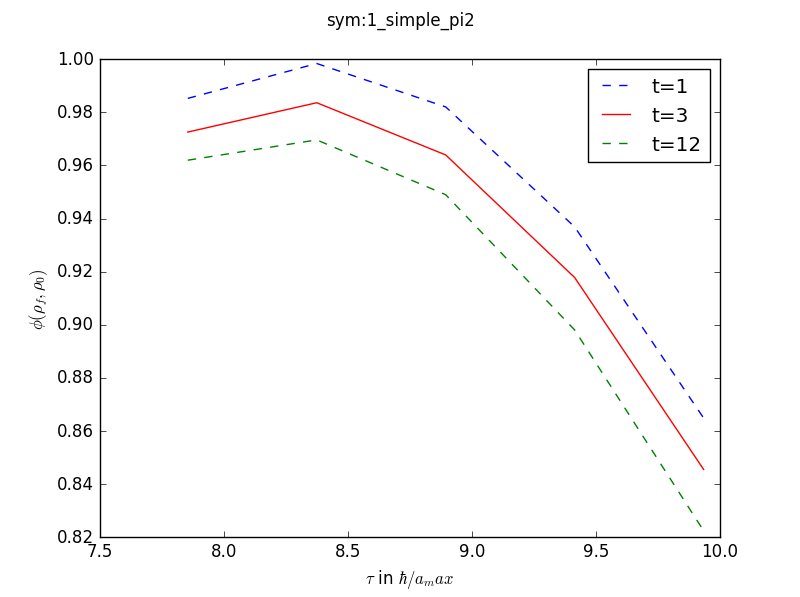 sym:1_simple_pi2
1.00
0.98
0.96
0.94
0.92
0.90
0.88
0.86
0.84
0.82
ϕ(ρf, ρ0)
t=1
t=3
t=12
7.5 8.0 8.5 9.0 9.5 10.0
τ in ħ/amax